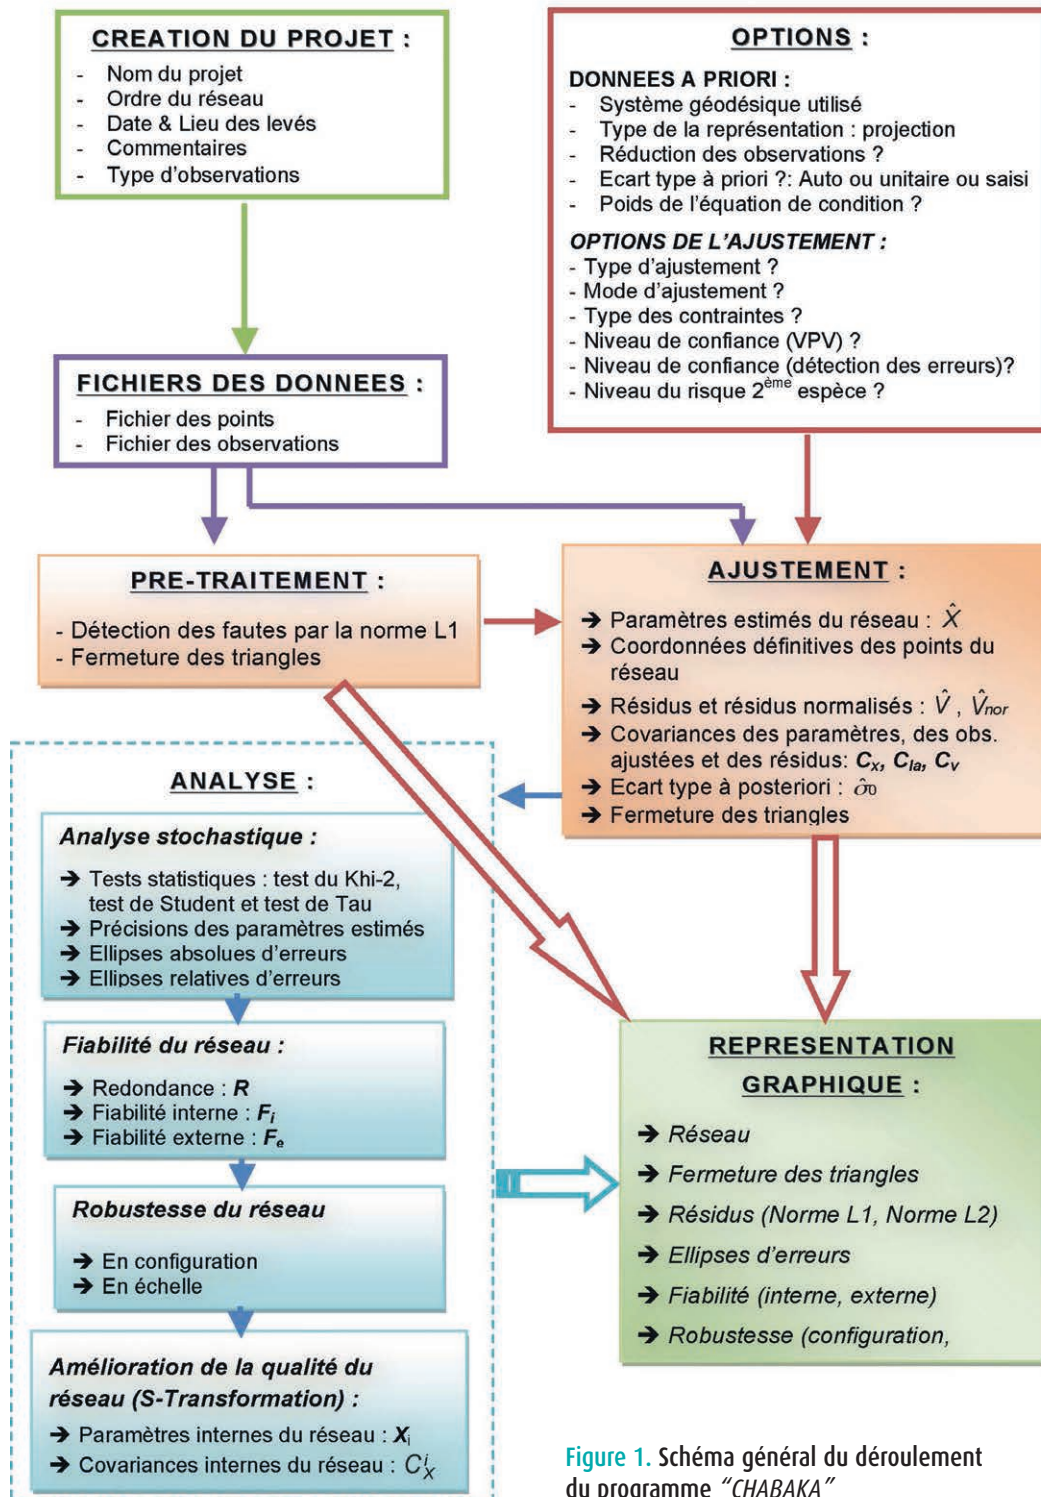 CREATION DU PROJET :
- Nom du projet
- Ordre du réseau
- Date & Lieu des levés
- Commentaires
- Type d'observations
OPTIONS :
DONNEES A PRIORI :
- Système géodésique utilisé
- Type de la représentation : projection
- Réduction des observations ?
- Ecart type à priori ?: Auto ou unitaire ou saisi
- Poids de l'équation de condition ?
OPTIONS DE L'AJUSTEMENT :
- Type d'ajustement ?
- Mode d'ajustement ?
- Type des contraintes ?
- Niveau de confiance (VPV) ?
- Niveau de confiance (détection des erreurs)?
- Niveau du risque 2ème espèce ?
FICHIERS DES DONNEES :
- Fichier des points
- Fichier des observations
PRE-TRAITEMENT :
- Détection des fautes par la norme L1
- Fermeture des triangles
AJUSTEMENT :
➔ Paramètres estimés du réseau : X̂
➔ Coordonnées définitives des points du
réseau
➔ Résidus et résidus normalisés : V̂ , V̂nor
➔ Covariances des paramètres, des obs.
ajustées et des résidus: Cx, Cla, Cv
➔ Ecart type à posteriori : σ̂0
➔ Fermeture des triangles
ANALYSE :
Analyse stochastique :
➔ Tests statistiques : test du Khi-2,
test de Student et test de Tau
➔ Précisions des paramètres estimés
➔ Ellipses absolues d'erreurs
➔ Ellipses relatives d'erreurs
Fiabilité du réseau :
➔ Redondance : R
➔ Fiabilité interne : Fi
➔ Fiabilité externe : Fe
Robustesse du réseau
➔ En configuration
➔ En échelle
Amélioration de la qualité du
réseau (S-Transformation) :
➔ Paramètres internes du réseau : Xi
➔ Covariances internes du réseau : C_X^i
REPRESENTATION
GRAPHIQUE :
➔ Réseau
➔ Fermeture des triangles
➔ Résidus (Norme L1, Norme L2)
➔ Ellipses d'erreurs
➔ Fiabilité (interne, externe)
➔ Robustesse (configuration,
Figure 1. Schéma général du déroulement
du programme "CHABAKA"